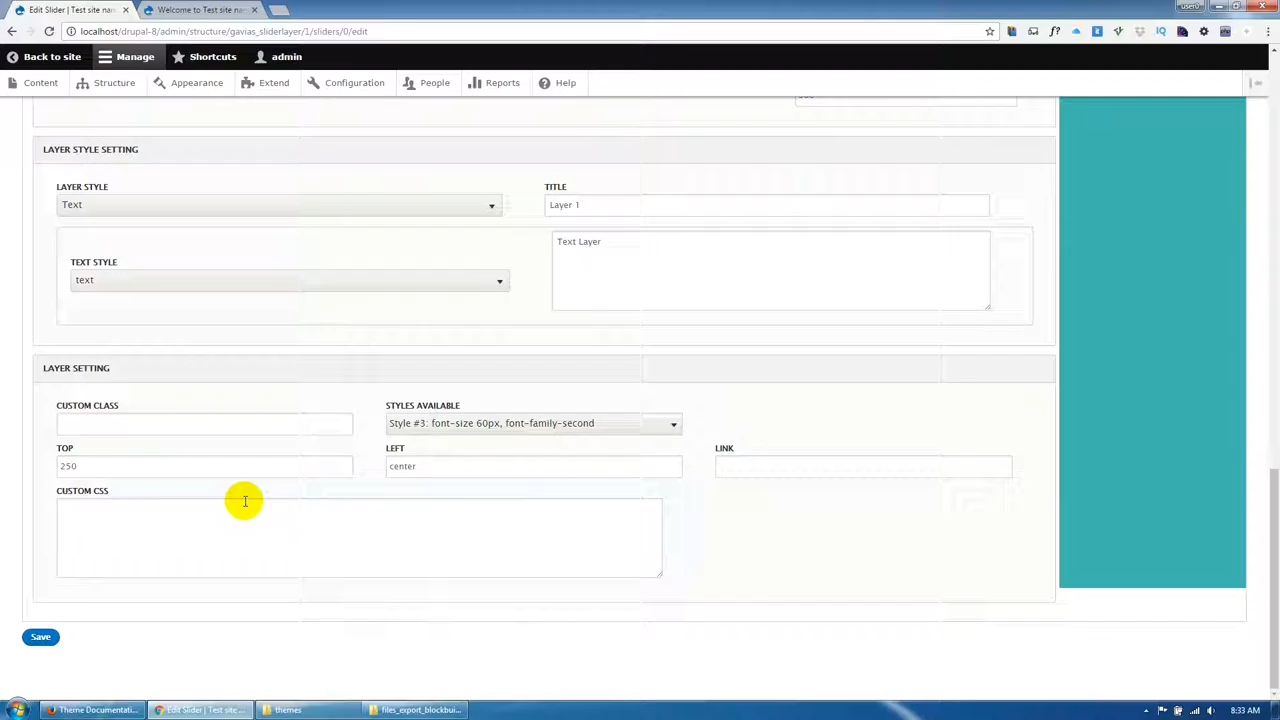 Edit Slider | Test site na...
Welcome to Test site nam
user0
localhost/drupal-8/admin/structure/gavias_sliderlayer/1/sliders/0/edit
Back to site
Manage
Shortcuts
admin
Content
Structure
Appearance
Extend
Configuration
People
Reports
Help
LAYER STYLE SETTING
LAYER STYLE
TITLE
Text
Layer 1
Text Layer
TEXT STYLE
text
LAYER SETTING
CUSTOM CLASS
STYLES AVAILABLE
Style #3: font-size 60px, font-family-second
TOP
LEFT
LINK
250
center
CUSTOM CSS
Save
Theme Documentati...
Edit Slider | Test site ...
themes
files_export_blockbui...
8:33 AM